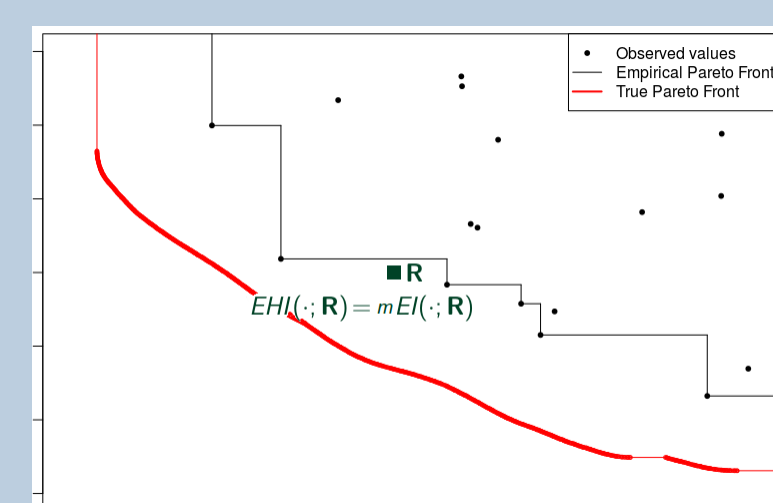 Observed values
Empirical Pareto Front
True Pareto Front
R
EHI(·; R) = mEI(·; R)